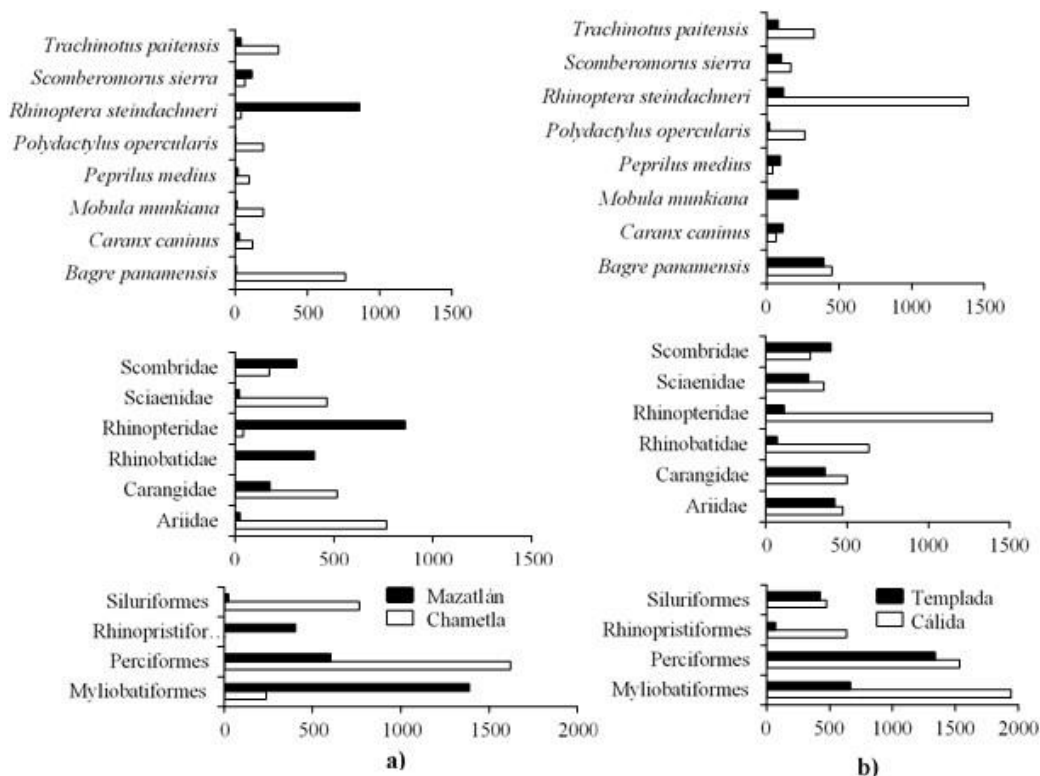 Trachinotus paitensis
Scomberomorus sierra
Rhinoptera steindachneri
Polydactylus opercularis
Peprilus medius
Mobula munkiana
Caranx caninus
Bagre panamensis
0 500 1000 1500
Scombridae
Sciaenidae
Rhinopteridae
Rhinobatidae
Carangidae
Ariidae
0 500 1000 1500
Siluriformes
Rhinopristifor..
Perciformes
Myliobatiformes
Mazatlán
Chametla
0 500 1000 1500 2000
a)
Trachinotus paitensis
Scomberomorus sierra
Rhinoptera steindachneri
Polydactylus opercularis
Peprilus medius
Mobula munkiana
Caranx caninus
Bagre panamensis
0 500 1000 1500
Scombridae
Sciaenidae
Rhinopteridae
Rhinobatidae
Carangidae
Ariidae
0 500 1000 1500
Siluriformes
Rhinopristiformes
Perciformes
Myliobatiformes
Templada
Cálida
0 500 1000 1500 2000
b)